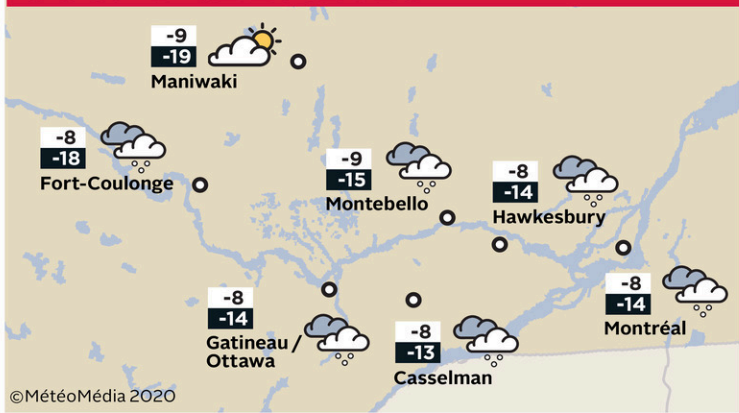 -9
-19
Maniwaki
-8
-18
Fort-Coulonge
-9
-15
Montebello
-8
-14
Hawkesbury
-8
-14
Gatineau /
Ottawa
-8
-13
Casselman
-8
-14
Montréal
©MétéoMédia 2020